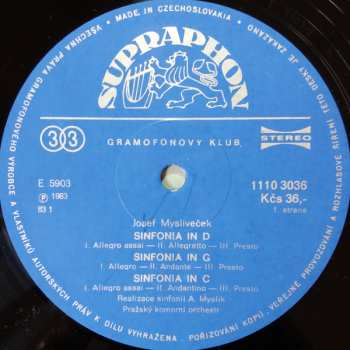 MADE IN CZECHOSLOVAKIA
VŠECHNA PRÁVA GRAMOFONOVÉHO VÝROBCE A VLASTNÍKŮ AUTORSKÝCH PRÁV K DÍLU VYHRAŽENA. POŘIZOVÁNÍ KOPIÍ, VEŘEJNÉ PROVOZOVÁNÍ A ROZHLASOVÉ ŠÍŘENÍ TÉTO DESKY JE ZAKÁZÁNO
SUPRAPHON
33
GRAMOFONOVÝ KLUB
STEREO
E 5903
Ⓟ 1983
83 1
1110 3036
Kčs 36,–
1. strana
Josef Mysliveček
SINFONIA IN D
I. Allegro assai — II. Allegretto — III. Presto
SINFONIA IN G
I. Allegro — II. Andante — III. Presto
SINFONIA IN C
I. Allegro assai — II. Andantino — III. Presto
Realizace sinfonií A. Myslík
Pražský komorní orchestr